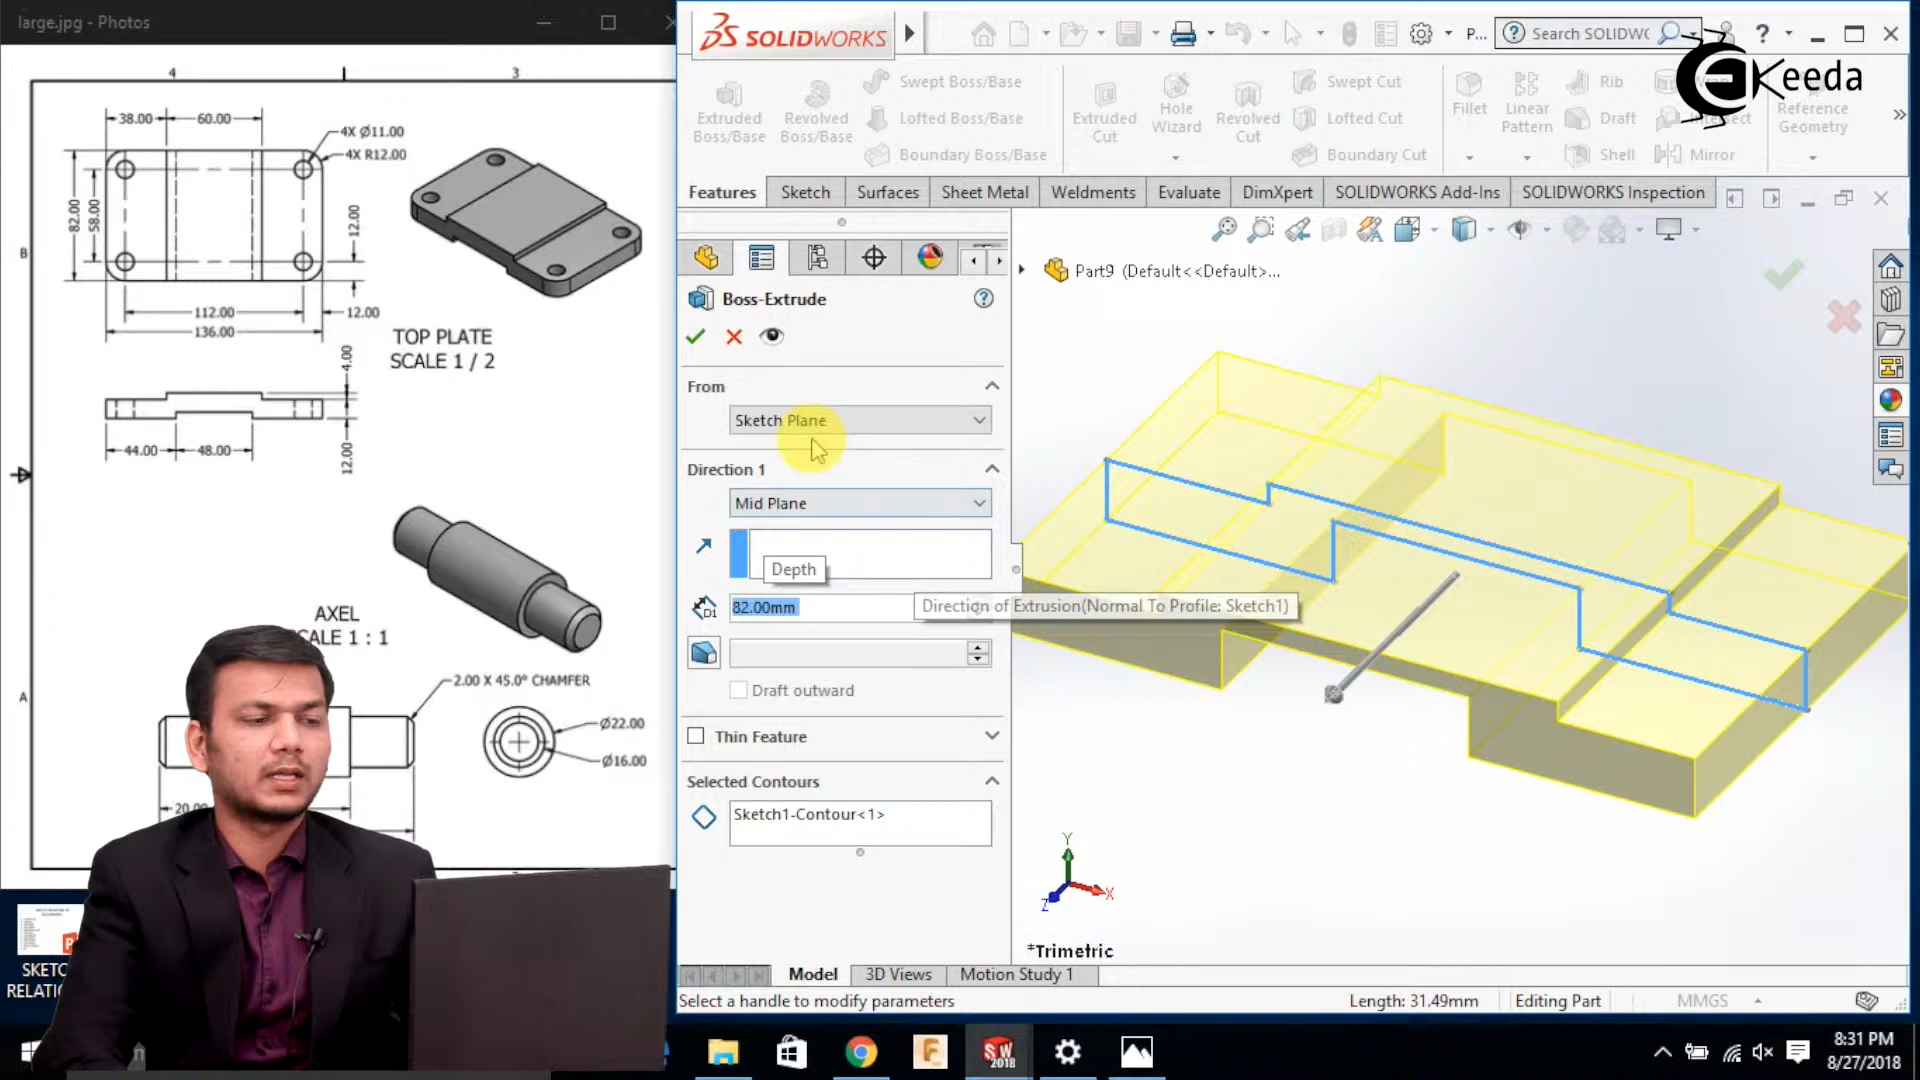 large.jpg - Photos
4
3
38.00
60.00
4X Ø11.00
4X R12.00
82.00
58.00
12.00
B
112.00
12.00
136.00
TOP PLATE
SCALE 1 / 2
4.00
44.00
48.00
12.00
AXEL
SCALE 1 : 1
A
2.00 X 45.0° CHAMFER
Ø22.00
Ø16.00
20.00
SOLIDWORKS
P...
Search SOLIDWO
Keeda
Extruded Boss/Base
Revolved Boss/Base
Swept Boss/Base
Lofted Boss/Base
Boundary Boss/Base
Extruded Cut
Hole Wizard
Revolved Cut
Swept Cut
Lofted Cut
Boundary Cut
Fillet
Linear Pattern
Rib
Draft
Shell
Intersect
Mirror
Reference Geometry
Features
Sketch
Surfaces
Sheet Metal
Weldments
Evaluate
DimXpert
SOLIDWORKS Add-Ins
SOLIDWORKS Inspection
Part9 (Default<<Default>...
Boss-Extrude
From
Sketch Plane
Direction 1
Mid Plane
Depth
D1
82.00mm
Direction of Extrusion(Normal To Profile: Sketch1)
Draft outward
Thin Feature
Selected Contours
Sketch1-Contour<1>
Y
X
Z
*Trimetric
Model
3D Views
Motion Study 1
Select a handle to modify parameters
Length: 31.49mm
Editing Part
MMGS
SW
2018
8:31 PM
8/27/2018